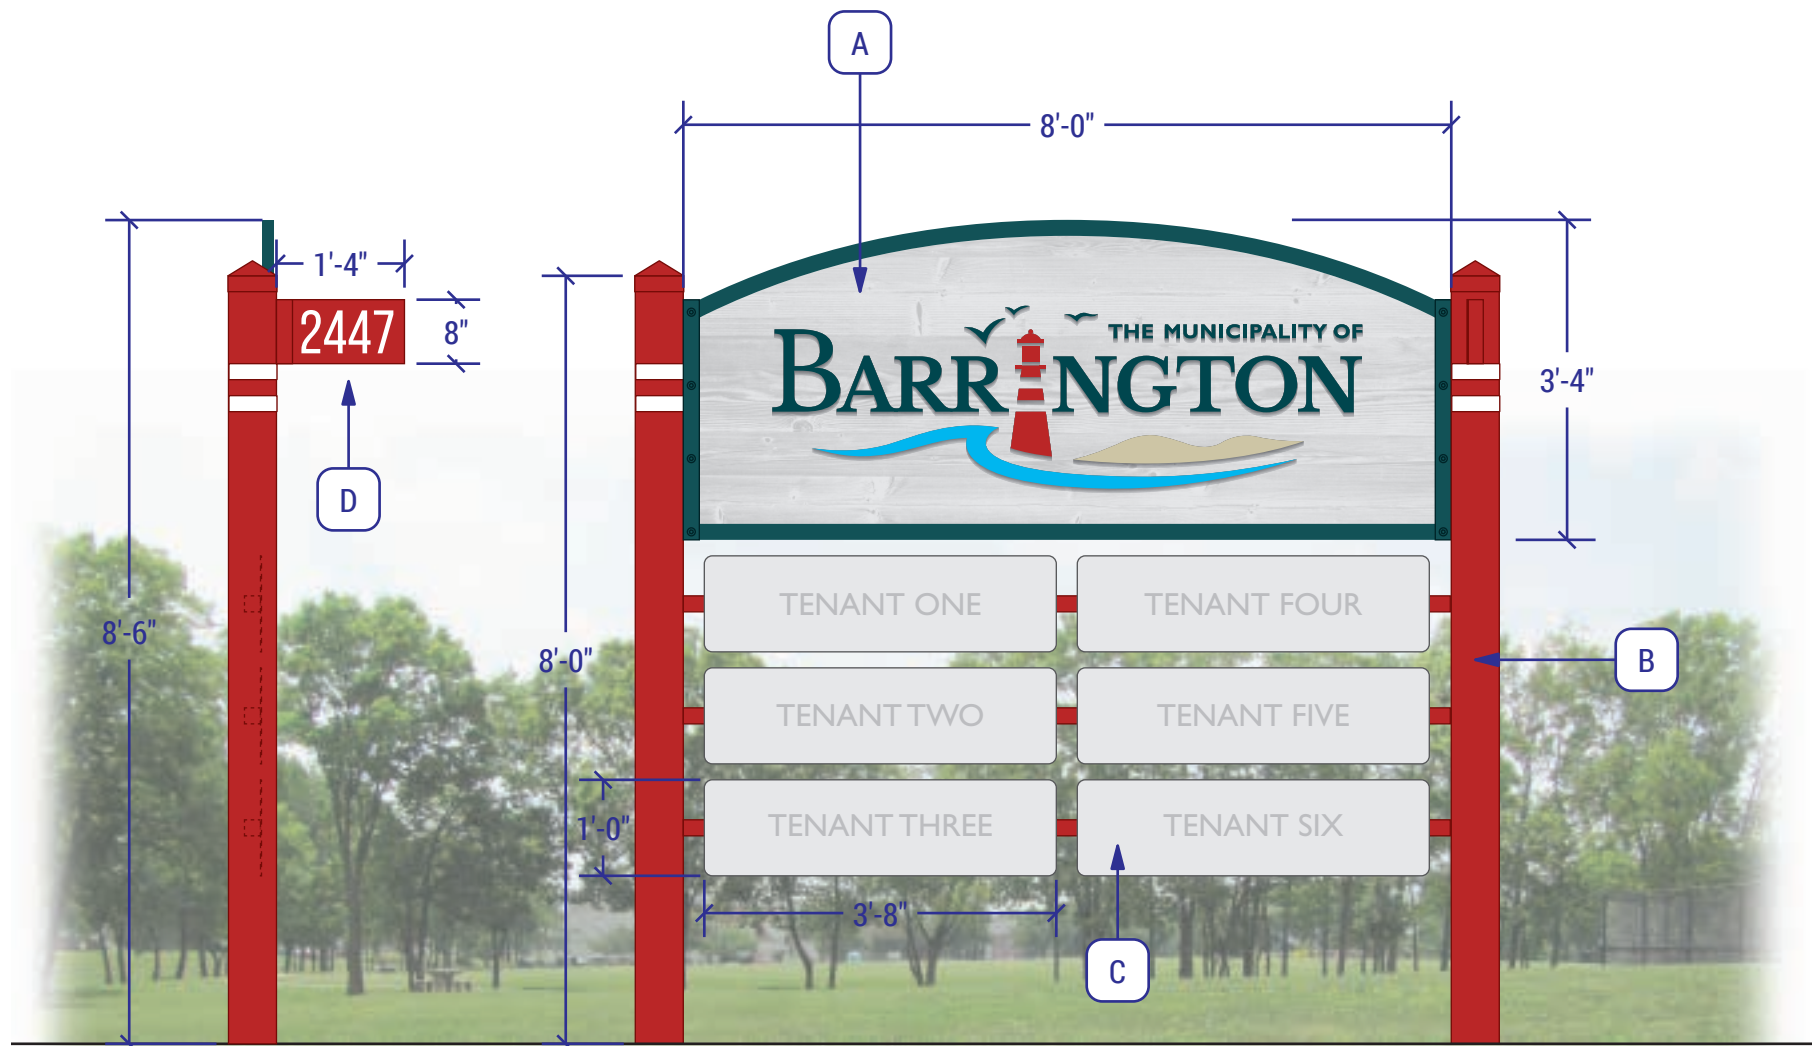 A
8'-0"
1'-4"
2447
8"
THE MUNICIPALITY OF
BARRINGTON
3'-4"
D
8'-6"
8'-0"
TENANT ONE
TENANT FOUR
B
TENANT TWO
TENANT FIVE
1'-0"
TENANT THREE
TENANT SIX
3'-8"
C